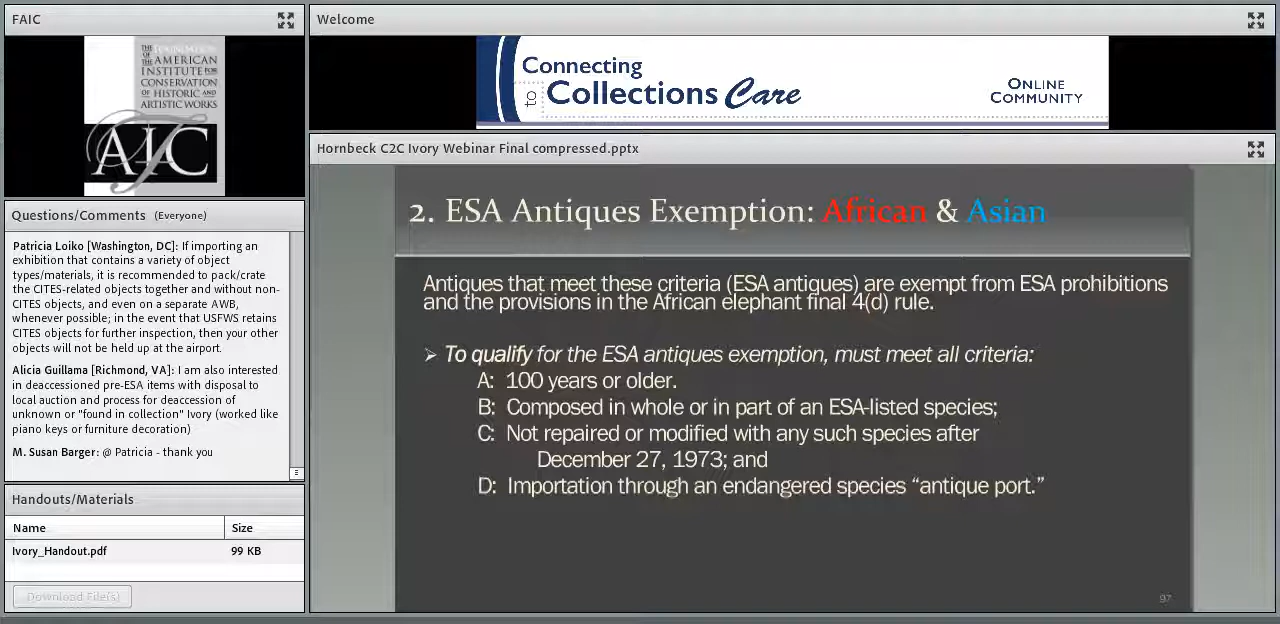 FAIC
THE
FOUNDATION
OF THE AMERICAN
INSTITUTE FOR
CONSERVATION
OF HISTORIC AND
ARTISTIC WORKS
AIC
Questions/Comments (Everyone)
Patricia Loiko [Washington, DC]: If importing an
exhibition that contains a variety of object
types/materials, it is recommended to pack/crate
the CITES-related objects together and without non-
CITES objects, and even on a separate AWB,
whenever possible; in the event that USFWS retains
CITES objects for further inspection, then your other
objects will not be held up at the airport.
Alicia Guillama [Richmond, VA]: I am also interested
in deaccessioned pre-ESA items with disposal to
local auction and process for deaccession of
unknown or "found in collection" Ivory (worked like
piano keys or furniture decoration)
M. Susan Barger: @ Patricia - thank you
Handouts/Materials
Name Size
Ivory_Handout.pdf 99 KB
Download File(s)
Welcome
Connecting
to Collections Care
ONLINE
COMMUNITY
Hornbeck C2C Ivory Webinar Final compressed.pptx
2. ESA Antiques Exemption: African & Asian
Antiques that meet these criteria (ESA antiques) are exempt from ESA prohibitions
and the provisions in the African elephant final 4(d) rule.
➢ To qualify for the ESA antiques exemption, must meet all criteria:
A: 100 years or older.
B: Composed in whole or in part of an ESA-listed species;
C: Not repaired or modified with any such species after
December 27, 1973; and
D: Importation through an endangered species “antique port.”
97